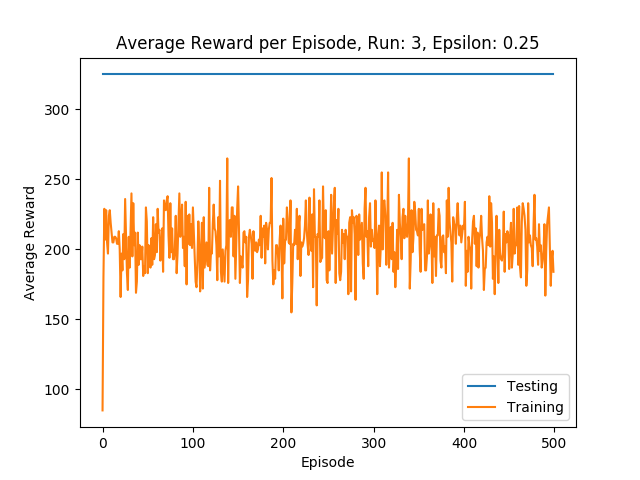 Average Reward per Episode, Run: 3, Epsilon: 0.25
300
250
200
150
100
Average Reward
0
100
200
300
400
500
Episode
Testing
Training